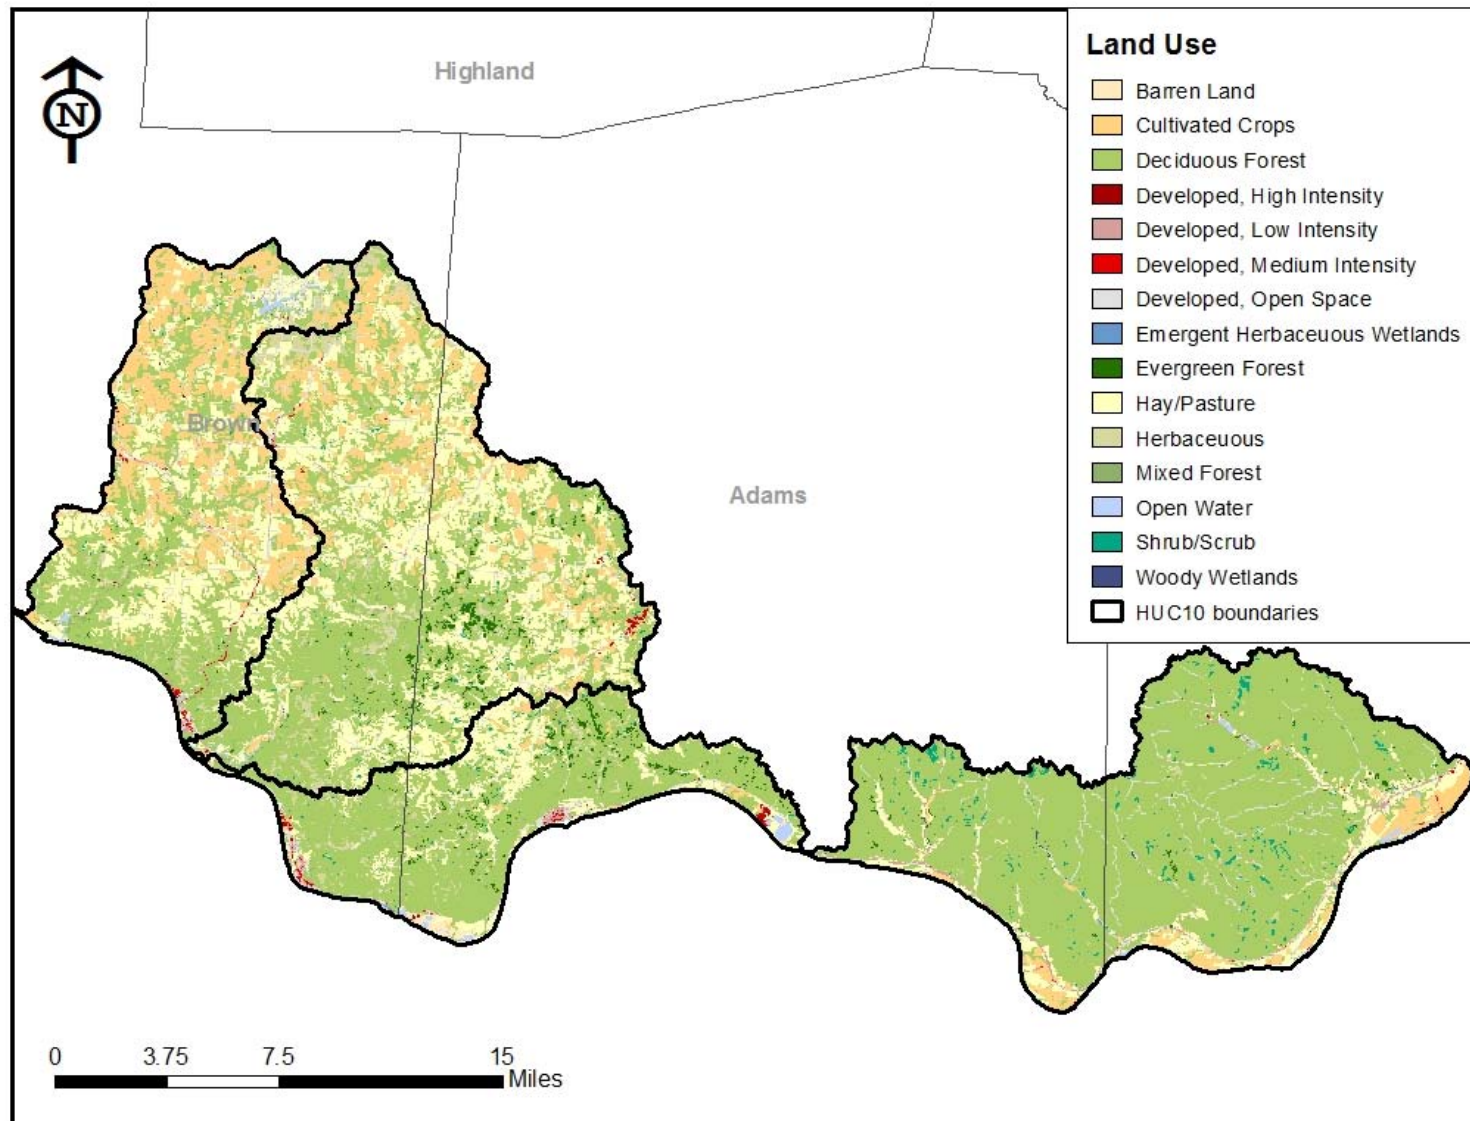 Highland
N
Land Use
Barren Land
Cultivated Crops
Deciduous Forest
Developed, High Intensity
Developed, Low Intensity
Developed, Medium Intensity
Developed, Open Space
Emergent Herbaceuous Wetlands
Evergreen Forest
Hay/Pasture
Herbaceuous
Mixed Forest
Open Water
Shrub/Scrub
Woody Wetlands
HUC10 boundaries
Brown
Adams
0 3.75 7.5 15
Miles